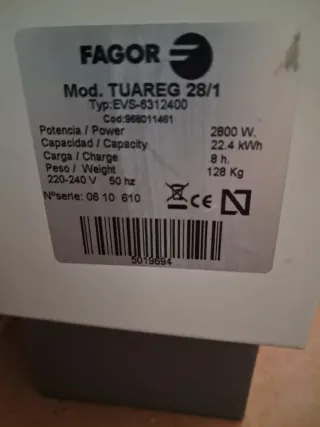 FAGOR
Mod. TUAREG 28/1
Typ:EVS-6312400
Cod:968011461
Potencia / Power 2800 W.
Capacidad / Capacity 22.4 kWh
Carga / Charge 8 h.
Peso / Weight 128 Kg
220-240 V 50 hz
Nºserie: 06 10 610
CE N
5019694